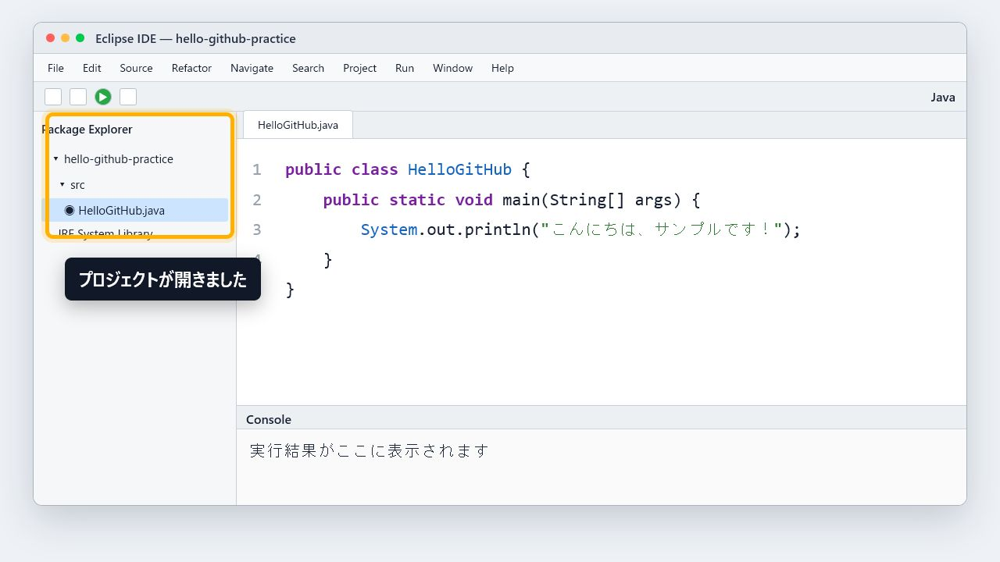 Eclipse IDE — hello-github-practice
File Edit Source Refactor Navigate Search Project Run Window Help
Java
Package Explorer
hello-github-practice
src
HelloGitHub.java
JRE System Library
プロジェクトが開きました
HelloGitHub.java
1 public class HelloGitHub {
2 public static void main(String[] args) {
3 System.out.println("こんにちは、サンプルです！");
4 }
}
Console
実行結果がここに表示されます